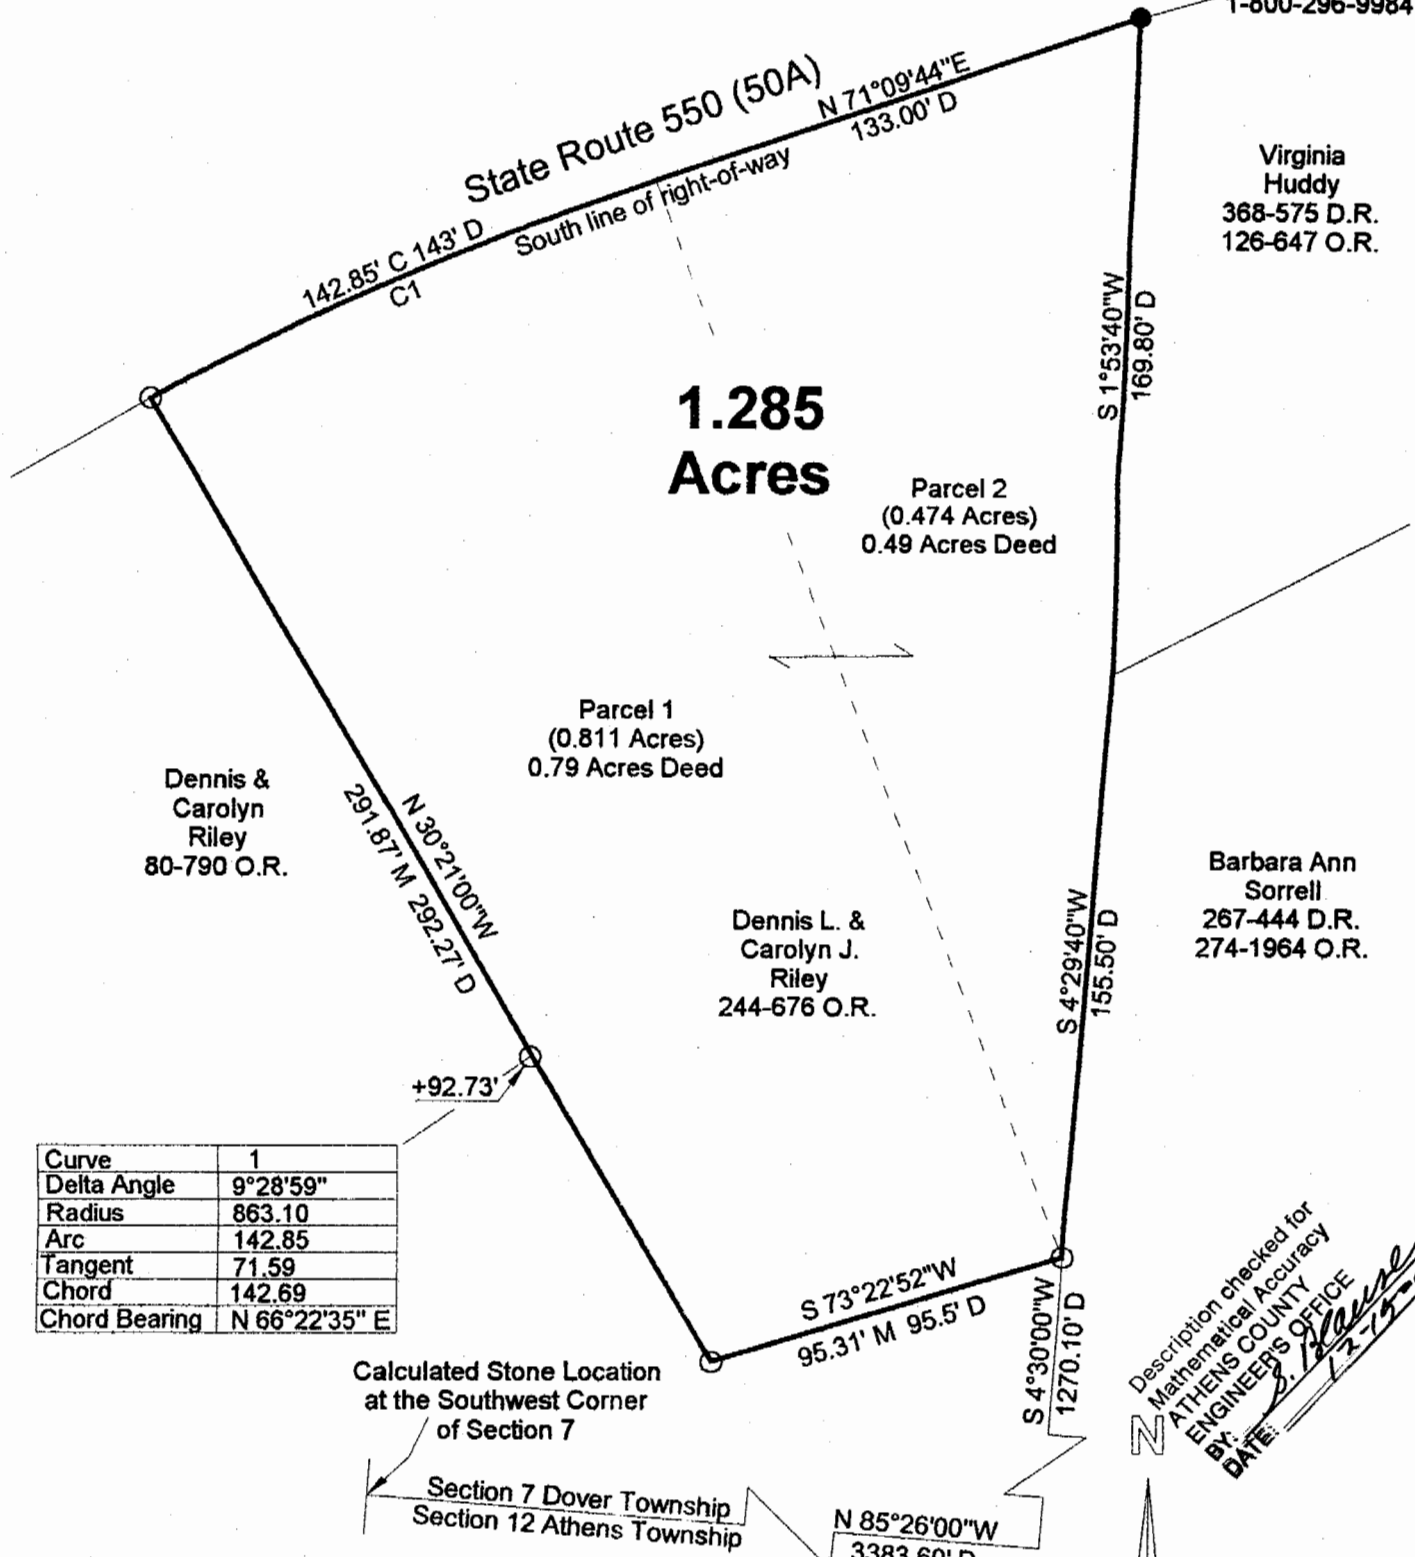 1-800-296-9984
State Route 550 (50A)
N 71°09'44"E
133.00' D
South line of right-of-way
142.85' C 143' D
C1
Virginia
Huddy
368-575 D.R.
126-647 O.R.
S 1°53'40"W
169.80' D
1.285
Acres
Parcel 2
(0.474 Acres)
0.49 Acres Deed
Parcel 1
(0.811 Acres)
0.79 Acres Deed
Dennis &
Carolyn
Riley
80-790 O.R.
N 30°21'00"W
291.87' M 292.27' D
Dennis L. &
Carolyn J.
Riley
244-676 O.R.
S 4°29'40"W
155.50' D
Barbara Ann
Sorrell
267-444 D.R.
274-1964 O.R.
+92.73'
Curve 1
Delta Angle 9°28'59"
Radius 863.10
Arc 142.85
Tangent 71.59
Chord 142.69
Chord Bearing N 66°22'35" E
S 73°22'52"W
95.31' M 95.5' D
S 4°30'00"W
1270.10' D
Calculated Stone Location
at the Southwest Corner
of Section 7
Section 7 Dover Township
Section 12 Athens Township
N 85°26'00"W
3383.60' D
N
Description checked for
Mathematical Accuracy
ATHENS COUNTY
ENGINEER'S OFFICE
BY:
DATE: 12-15-